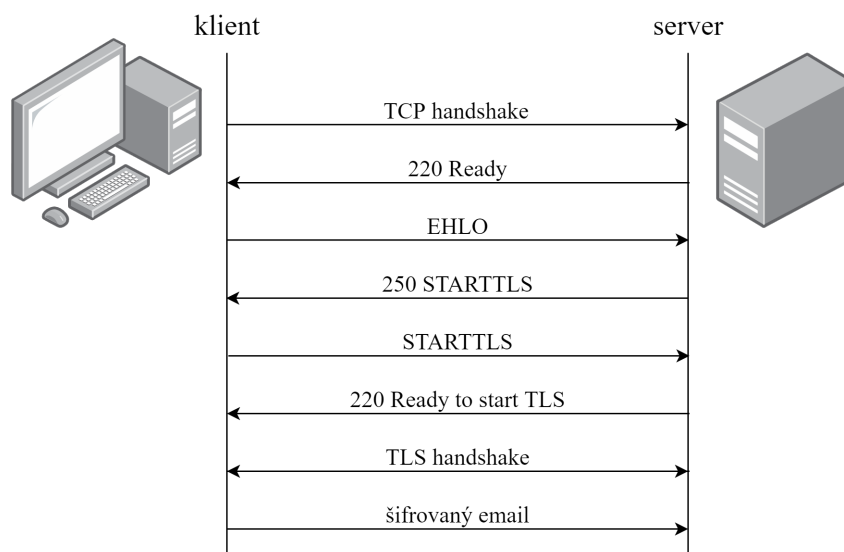 klient
server
TCP handshake
220 Ready
EHLO
250 STARTTLS
STARTTLS
220 Ready to start TLS
TLS handshake
šifrovaný email